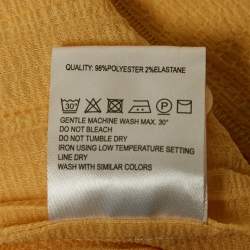 QUALITY: 98%POLYESTER 2%ELASTANE
30°
P
GENTLE MACHINE WASH MAX. 30°
DO NOT BLEACH
DO NOT TUMBLE DRY
IRON USING LOW TEMPERATURE SETTING
LINE DRY
WASH WITH SIMILAR COLORS